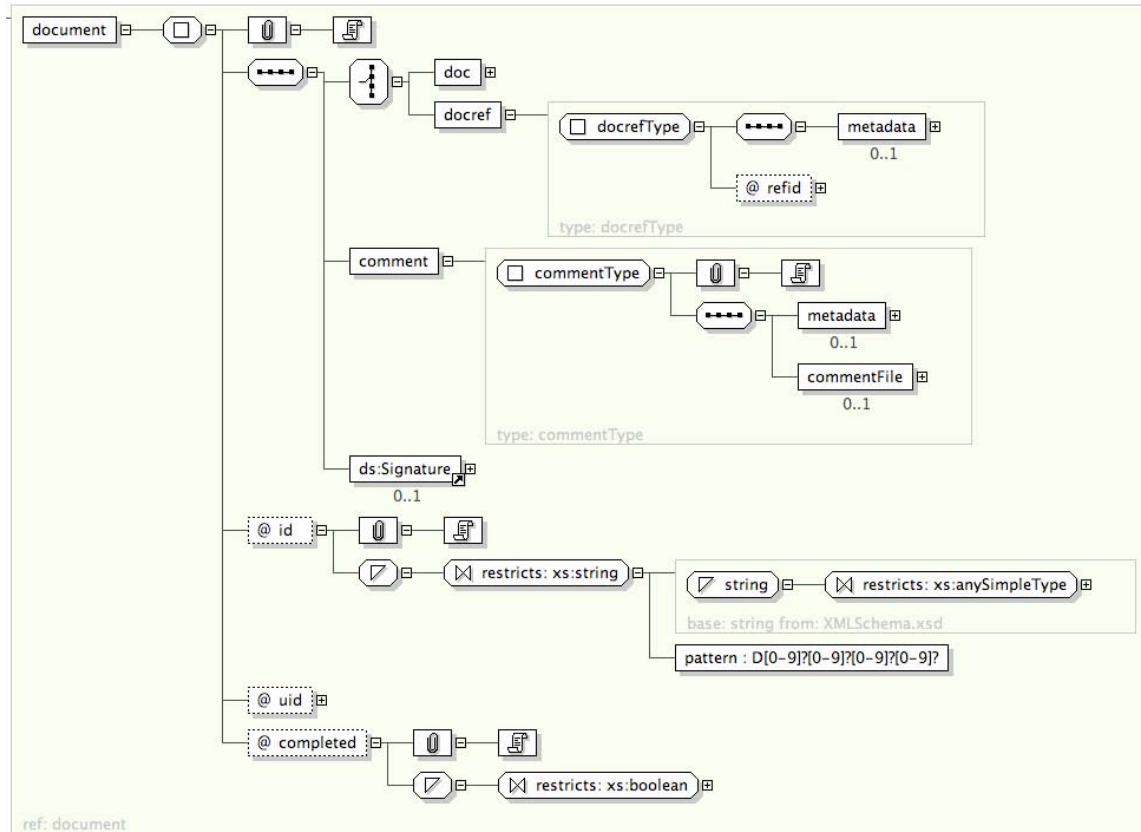 document
doc
docref
docrefType
metadata
0..1
@ refid
type: docrefType
comment
commentType
metadata
0..1
commentFile
0..1
type: commentType
ds:Signature
0..1
@ id
restricts: xs:string
string
restricts: xs:anySimpleType
base: string from: XMLSchema.xsd
pattern : D[0-9]?[0-9]?[0-9]?[0-9]?
@ uid
@ completed
restricts: xs:boolean
ref: document